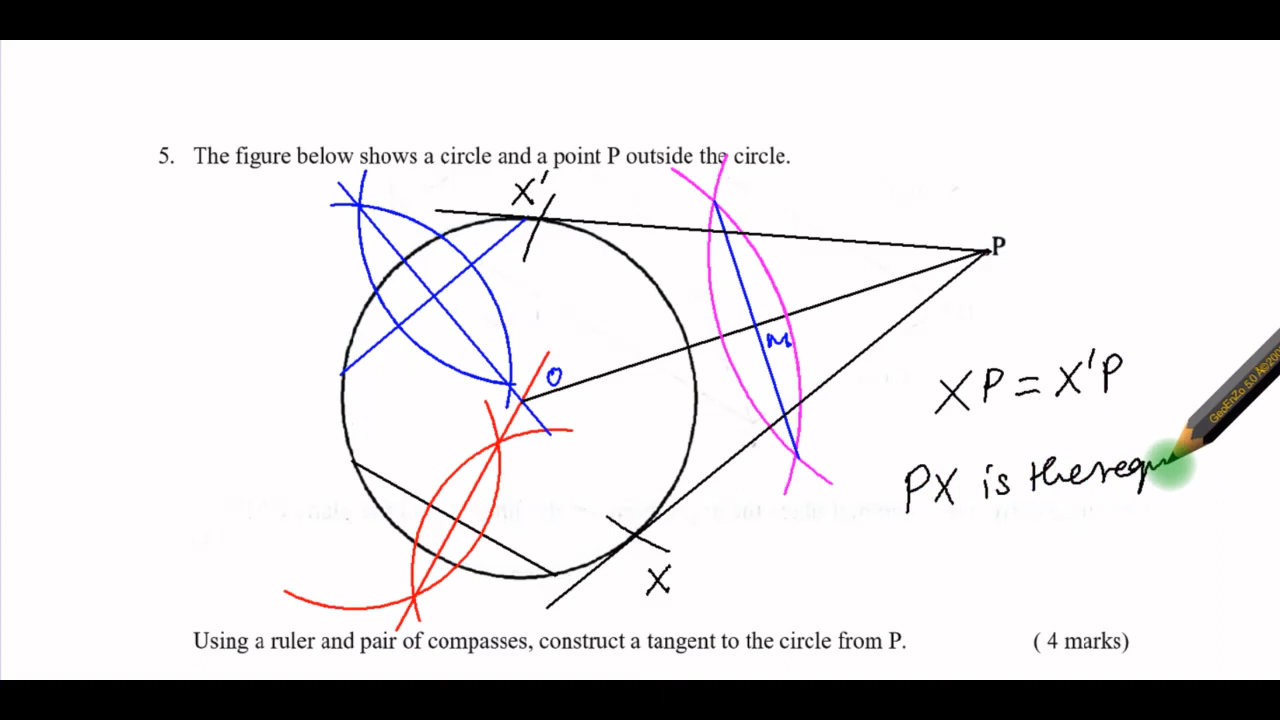 5. The figure below shows a circle and a point P outside the circle.
X'
P
M
O
XP = X'P
PX is the requ
X
Using a ruler and pair of compasses, construct a tangent to the circle from P. ( 4 marks)